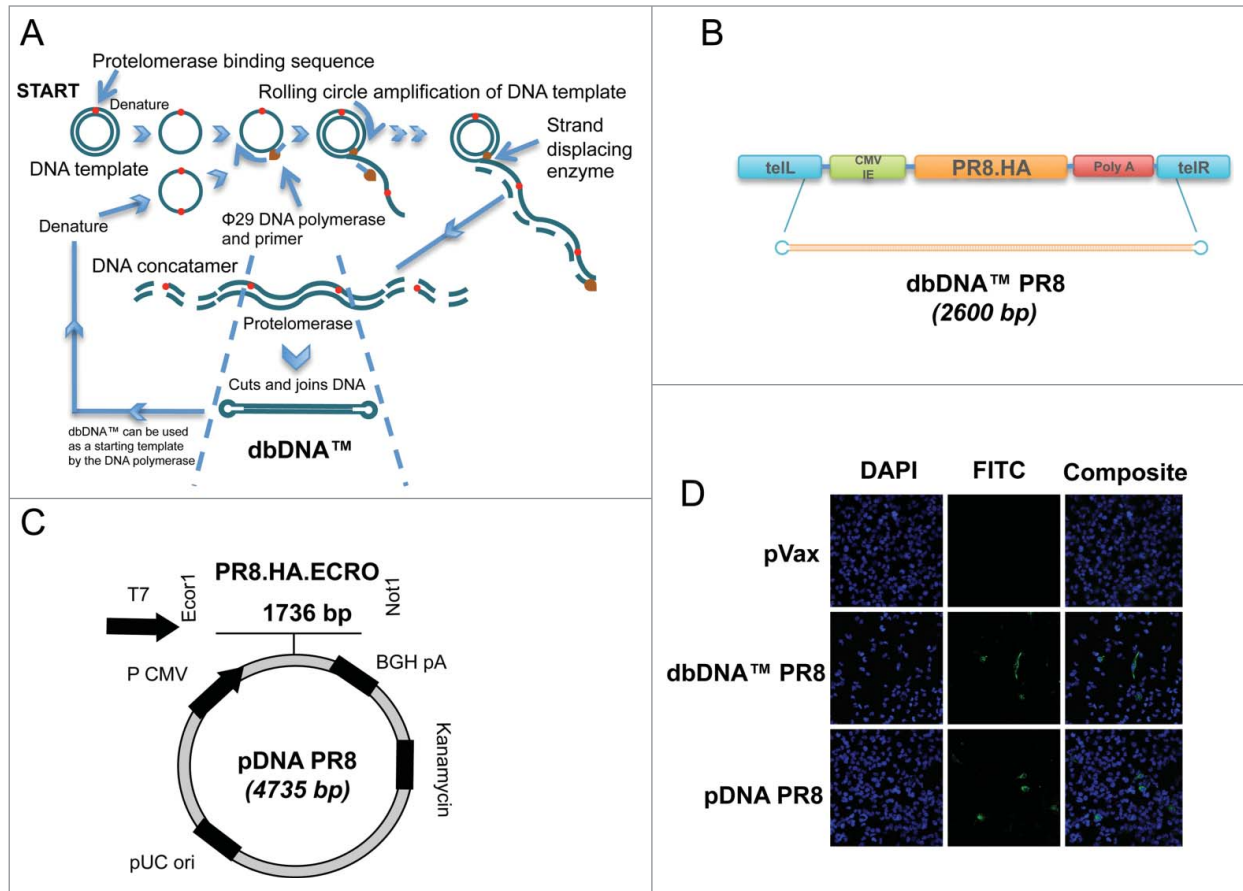 A
Protelomerase binding sequence
START
Denature
Rolling circle amplification of DNA template
Strand
displacing
enzyme
DNA template
Denature
Φ29 DNA polymerase
and primer
DNA concatamer
Protelomerase
Cuts and joins DNA
dbDNA™ can be used
as a starting template
by the DNA polymerase
dbDNA™
B
telL
CMV
IE
PR8.HA
Poly A
telR
dbDNA™ PR8
(2600 bp)
C
PR8.HA.ECRO
1736 bp
T7
Ecor1
Not1
P CMV
BGH pA
Kanamycin
pDNA PR8
(4735 bp)
pUC ori
D
DAPI
FITC
Composite
pVax
dbDNA™ PR8
pDNA PR8